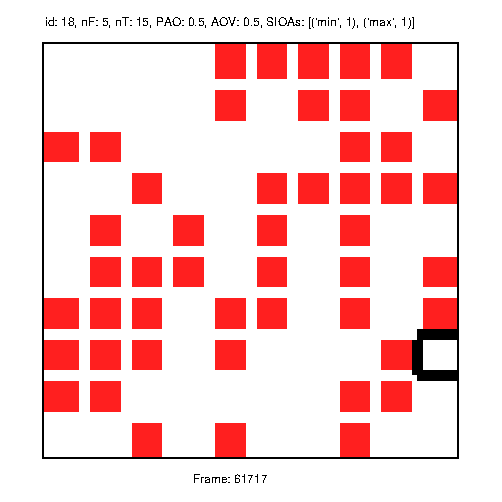 id: 18, nF: 5, nT: 15, PAO: 0.5, AOV: 0.5, SIOAs: [('min', 1), ('max', 1)]
Frame: 61717